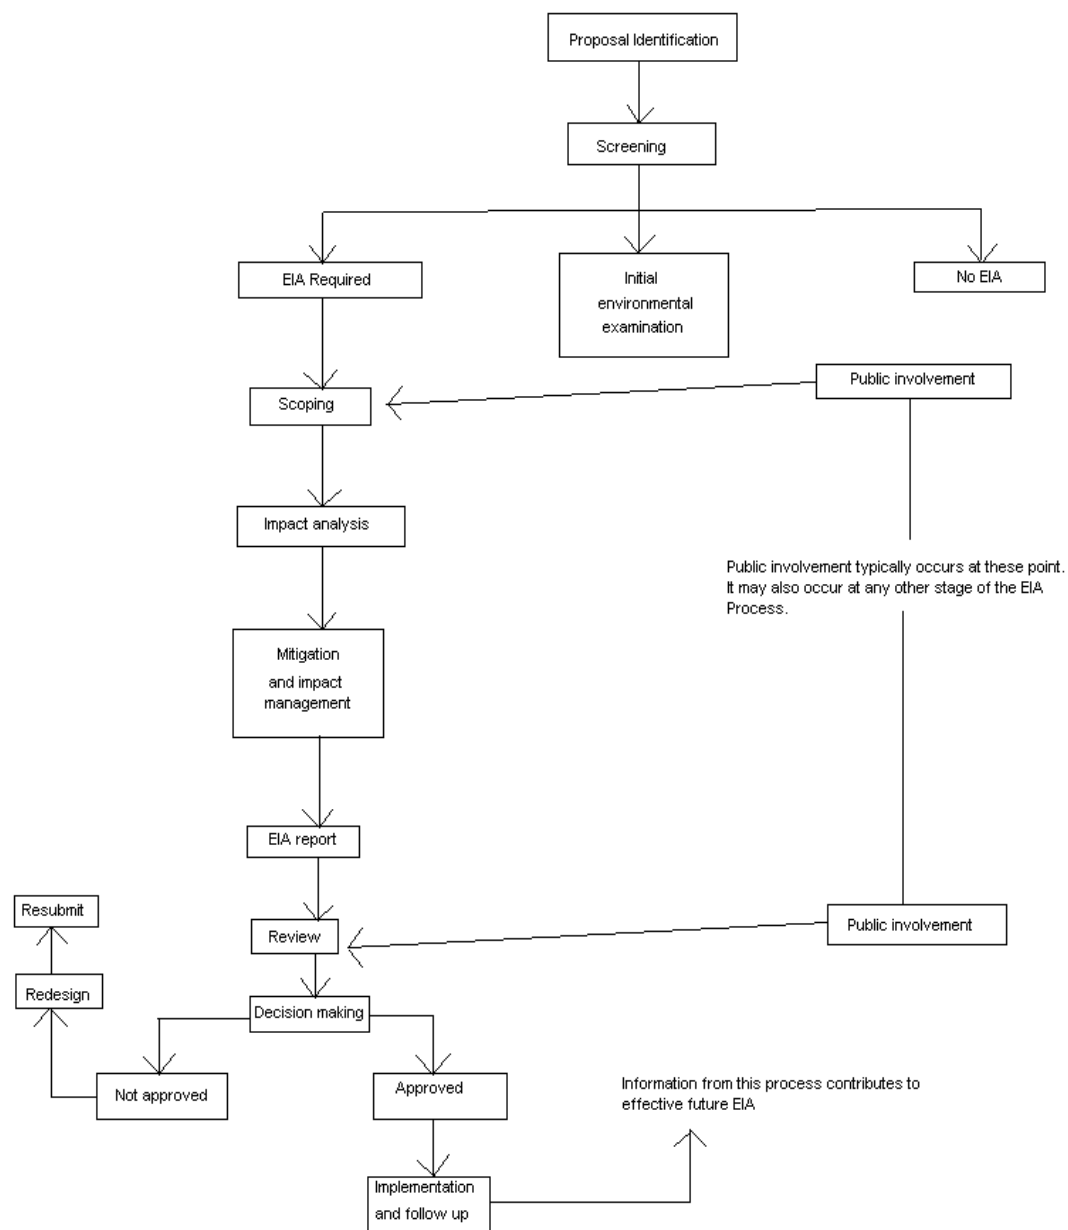 Proposal Identification
Screening
EIA Required
Initial
environmental
examination
No EIA
Public involvement
Scoping
Impact analysis
Public involvement typically occurs at these point.
It may also occur at any other stage of the EIA
Process.
Mitigation
and impact
management
EIA report
Resubmit
Review
Public involvement
Redesign
Decision making
Not approved
Approved
Information from this process contributes to
effective future EIA
Implementation
and follow up